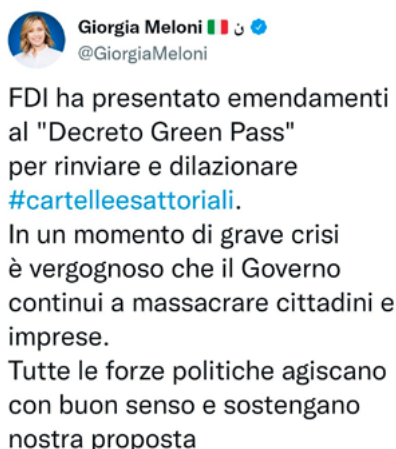 Giorgia Meloni 🇮🇹 ن
@GiorgiaMeloni
FDI ha presentato emendamenti
al "Decreto Green Pass"
per rinviare e dilazionare
#cartelleesattoriali.
In un momento di grave crisi
è vergognoso che il Governo
continui a massacrare cittadini e
imprese.
Tutte le forze politiche agiscano
con buon senso e sostengano
nostra proposta